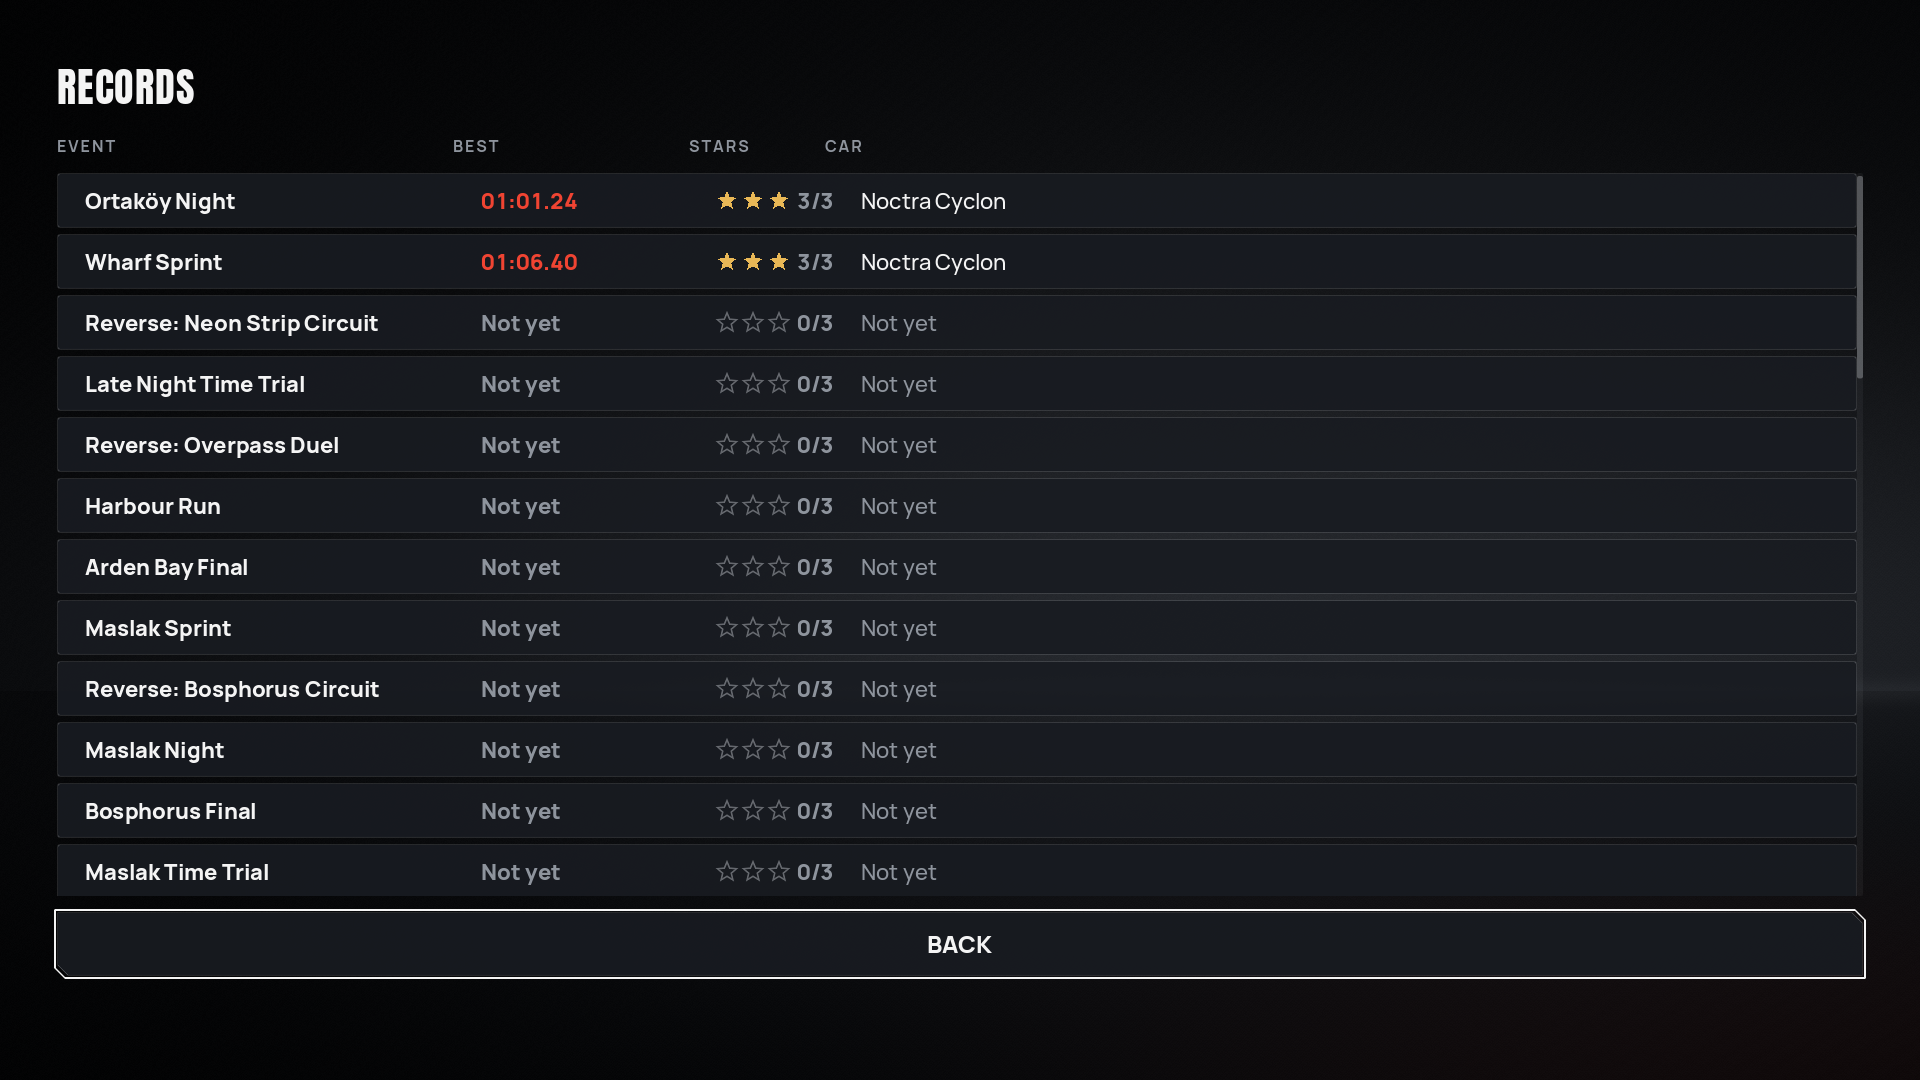 RECORDS
EVENT BEST STARS CAR
Ortaköy Night 01:01.24 3/3 Noctra Cyclon
Wharf Sprint 01:06.40 3/3 Noctra Cyclon
Reverse: Neon Strip Circuit Not yet 0/3 Not yet
Late Night Time Trial Not yet 0/3 Not yet
Reverse: Overpass Duel Not yet 0/3 Not yet
Harbour Run Not yet 0/3 Not yet
Arden Bay Final Not yet 0/3 Not yet
Maslak Sprint Not yet 0/3 Not yet
Reverse: Bosphorus Circuit Not yet 0/3 Not yet
Maslak Night Not yet 0/3 Not yet
Bosphorus Final Not yet 0/3 Not yet
Maslak Time Trial Not yet 0/3 Not yet
BACK